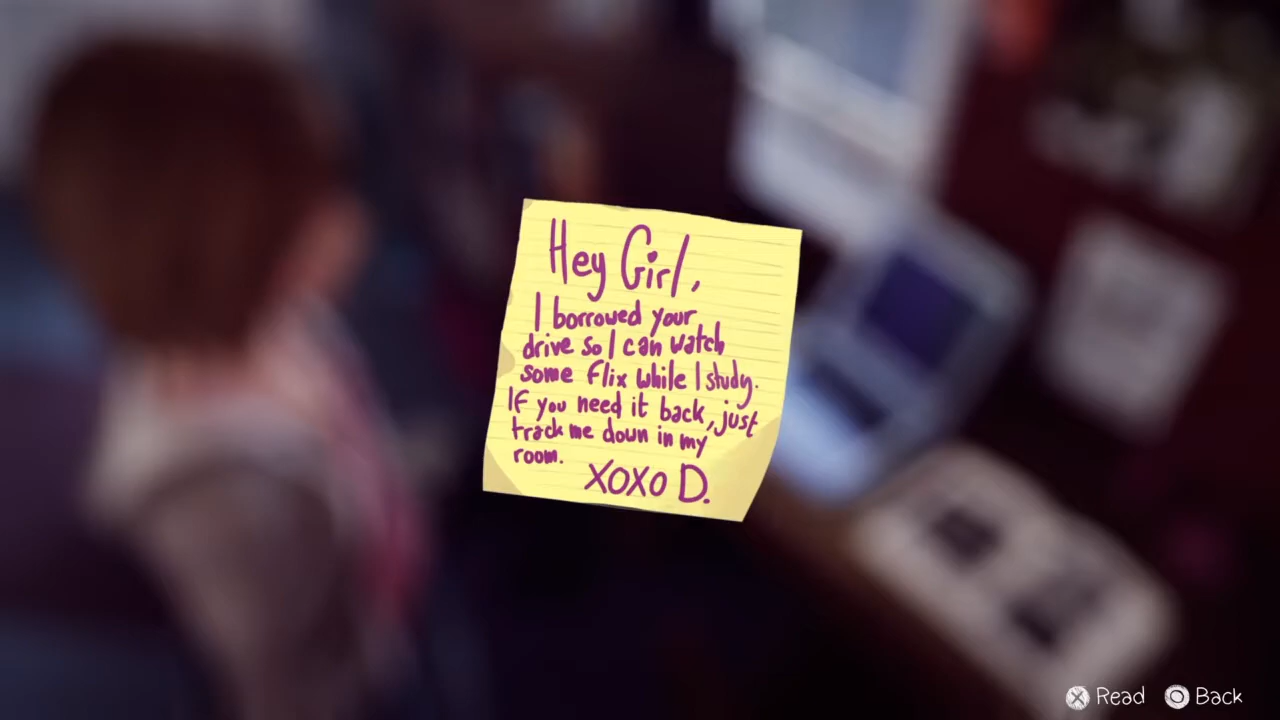 Hey Girl,
I borrowed your
drive so I can watch
some Flix while I study.
If you need it back, just
track me down in my
room.
XOXO D.
Read Back